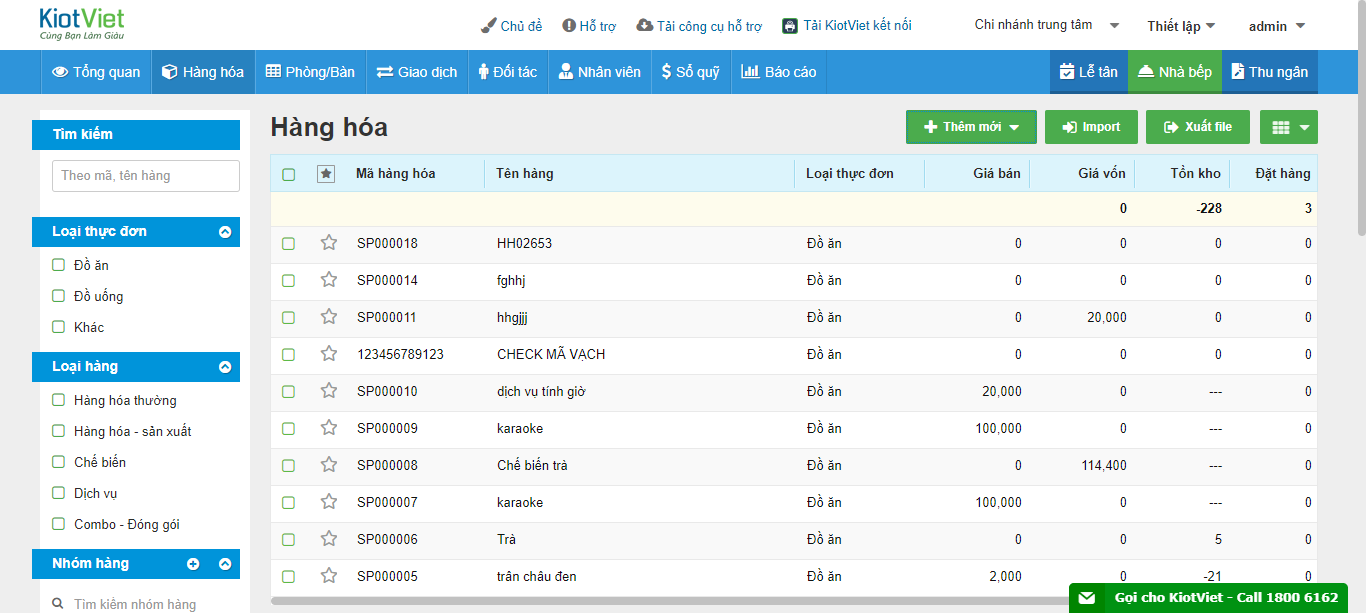 KiotViet
Cùng Bạn Làm Giàu
Chủ đề Hỗ trợ Tải công cụ hỗ trợ Tải KiotViet kết nối Chi nhánh trung tâm Thiết lập admin
Tổng quan Hàng hóa Phòng/Bàn Giao dịch Đối tác Nhân viên Sổ quỹ Báo cáo Lễ tân Nhà bếp Thu ngân
Tìm kiếm
Theo mã, tên hàng
Loại thực đơn
Đồ ăn
Đồ uống
Khác
Loại hàng
Hàng hóa thường
Hàng hóa - sản xuất
Chế biến
Dịch vụ
Combo - Đóng gói
Nhóm hàng
Tìm kiếm nhóm hàng
Hàng hóa
Thêm mới Import Xuất file
Mã hàng hóa Tên hàng Loại thực đơn Giá bán Giá vốn Tồn kho Đặt hàng
0 -228 3
SP000018 HH02653 Đồ ăn 0 0 0 0
SP000014 fghhj Đồ ăn 0 0 0 0
SP000011 hhgjjj Đồ ăn 0 20,000 0 0
123456789123 CHECK MÃ VẠCH Đồ ăn 0 0 0 0
SP000010 dịch vụ tính giờ Đồ ăn 20,000 0 --- 0
SP000009 karaoke Đồ ăn 100,000 0 --- 0
SP000008 Chế biến trà Đồ ăn 0 114,400 --- 0
SP000007 karaoke Đồ ăn 100,000 0 --- 0
SP000006 Trà Đồ ăn 0 0 5 0
SP000005 trân châu đen Đồ ăn 2,000 0 -21 0
Gọi cho KiotViet - Call 1800 6162